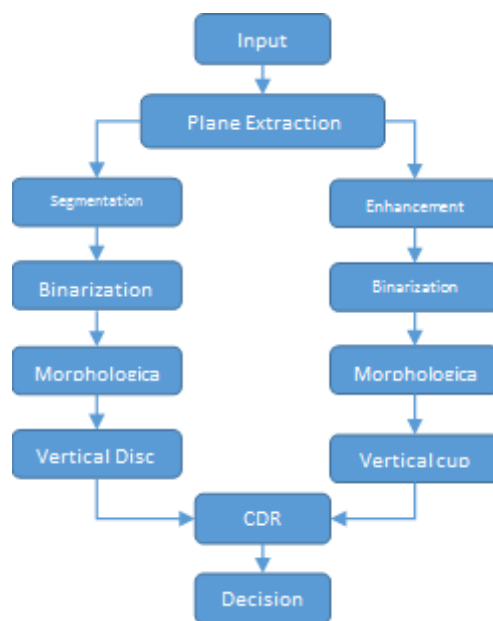 Input
Plane Extraction
Segmentation
Binarization
Morphologica
Vertical Disc
Enhancement
Binarization
Morphologica
Vertical cup
CDR
Decision